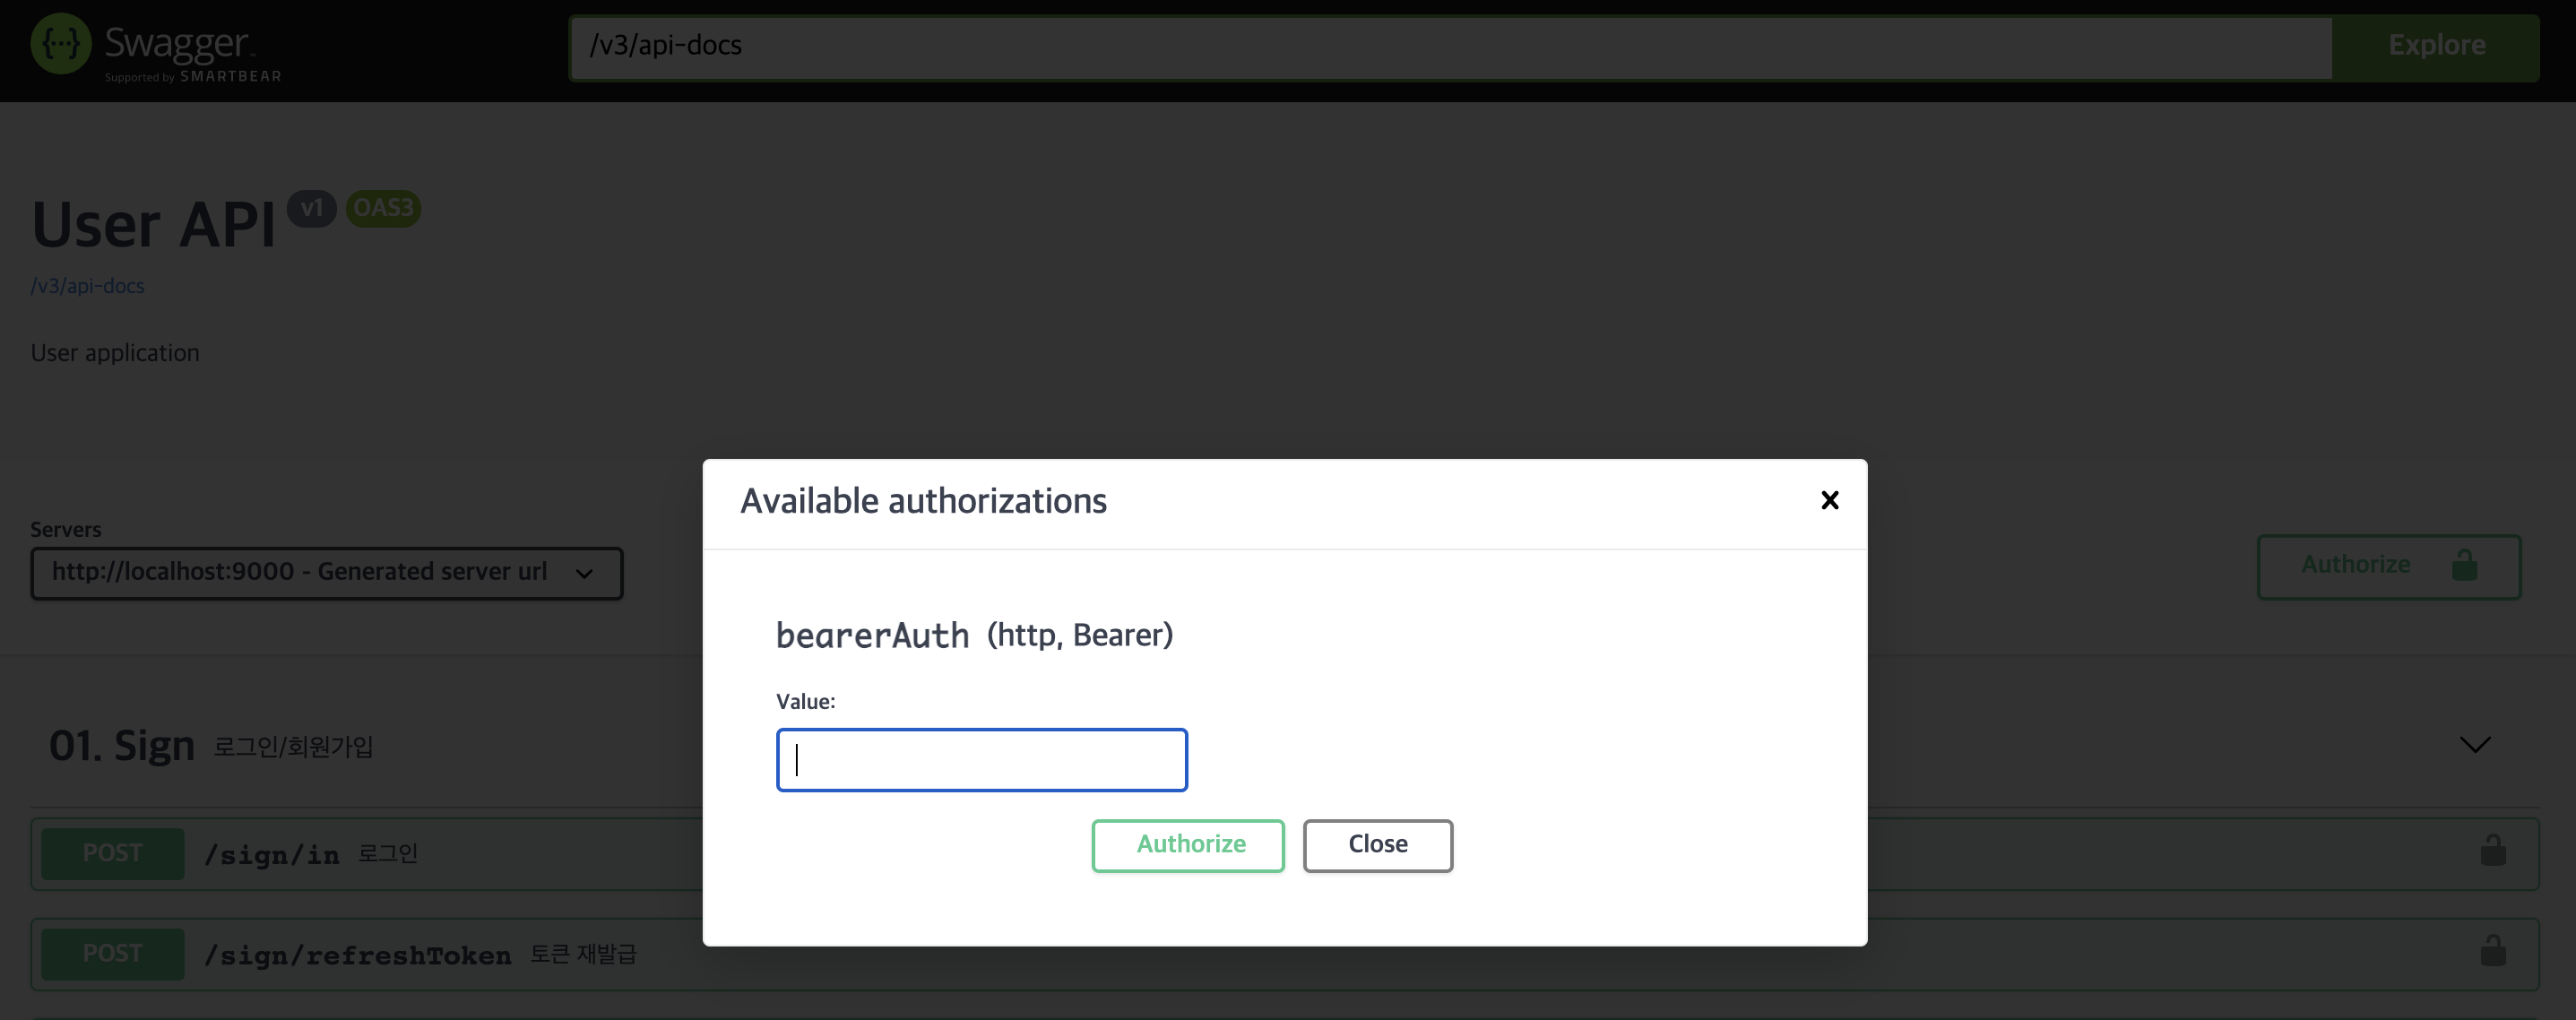 {···} Swagger
Supported by SMARTBEAR
/v3/api-docs
Explore
User API v1 OAS3
/v3/api-docs
User application
Servers
http://localhost:9000 - Generated server url
Authorize
Available authorizations
bearerAuth (http, Bearer)
Value:
Authorize
Close
01. Sign 로그인/회원가입
POST /sign/in 로그인
POST /sign/refreshToken 토큰 재발급